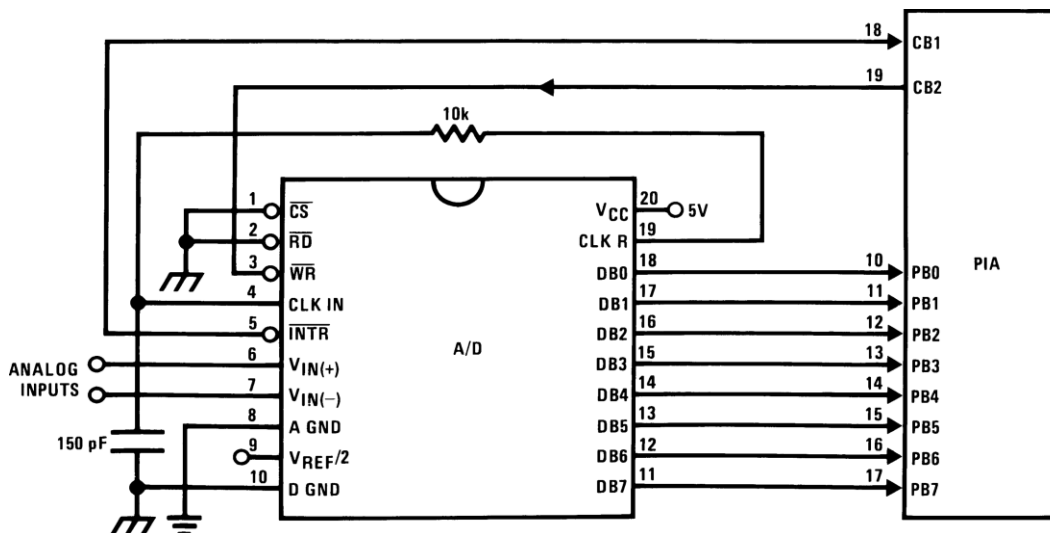 18 CB1
19 CB2
10k
1 CS
2 RD
3 WR
4 CLK IN
5 INTR
6 VIN(+)
7 VIN(−)
8 A GND
9 VREF/2
10 D GND
ANALOG
INPUTS
150 pF
A/D
VCC 20 5V
CLK R 19
DB0 18
DB1 17
DB2 16
DB3 15
DB4 14
DB5 13
DB6 12
DB7 11
10 PB0
11 PB1
12 PB2
13 PB3
14 PB4
15 PB5
16 PB6
17 PB7
PIA